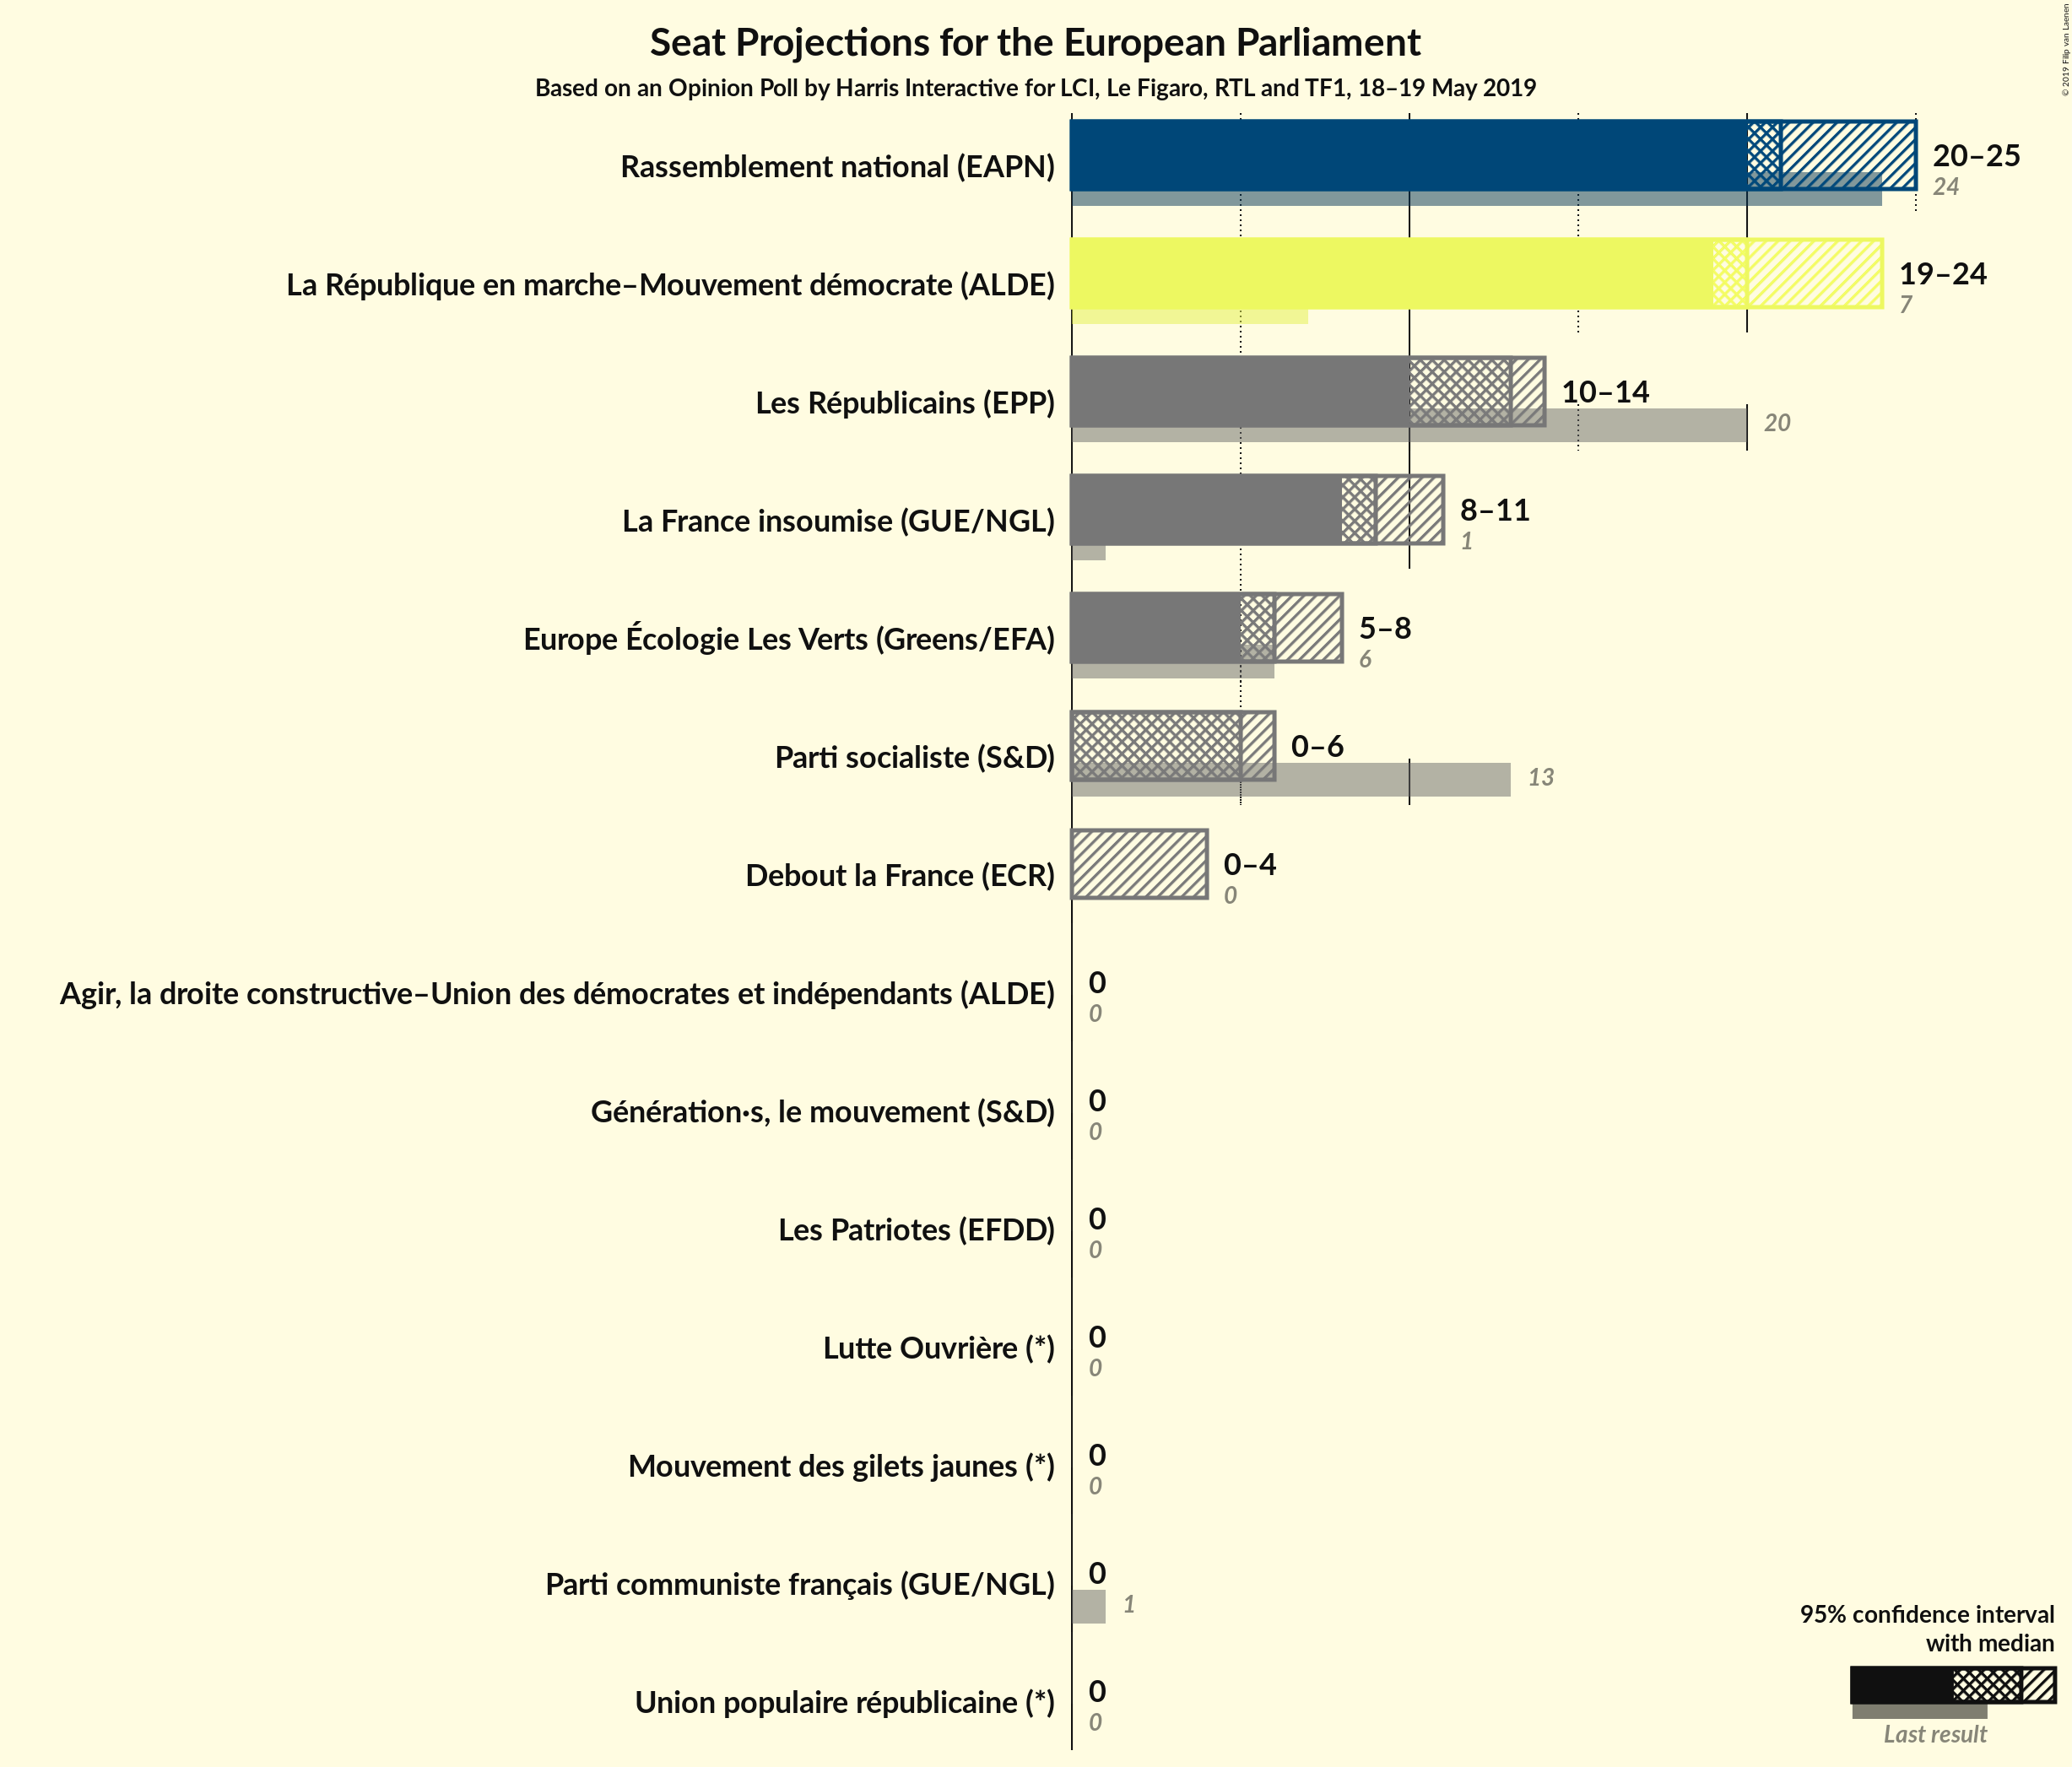 Seat Projections for the European Parliament
Based on an Opinion Poll by Harris Interactive for LCI, Le Figaro, RTL and TF1, 18–19 May 2019
© 2019 Filip van Laenen
Rassemblement national (EAPN)
20–25
24
La République en marche–Mouvement démocrate (ALDE)
19–24
7
Les Républicains (EPP)
10–14
20
La France insoumise (GUE/NGL)
8–11
1
Europe Écologie Les Verts (Greens/EFA)
5–8
6
Parti socialiste (S&D)
0–6
13
Debout la France (ECR)
0–4
0
Agir, la droite constructive–Union des démocrates et indépendants (ALDE)
0
0
Génération·s, le mouvement (S&D)
0
0
Les Patriotes (EFDD)
0
0
Lutte Ouvrière (*)
0
0
Mouvement des gilets jaunes (*)
0
0
Parti communiste français (GUE/NGL)
0
1
Union populaire républicaine (*)
0
0
95% confidence interval
with median
Last result